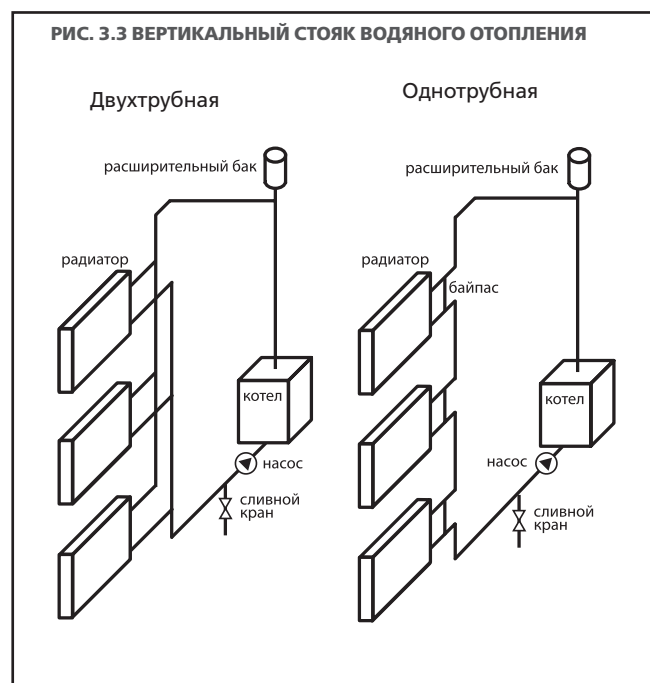 РИС. 3.3 ВЕРТИКАЛЬНЫЙ СТОЯК ВОДЯНОГО ОТОПЛЕНИЯ
Двухтрубная
расширительный бак
радиатор
котел
насос
сливной
кран
Однотрубная
расширительный бак
радиатор
байпас
котел
насос
сливной
кран